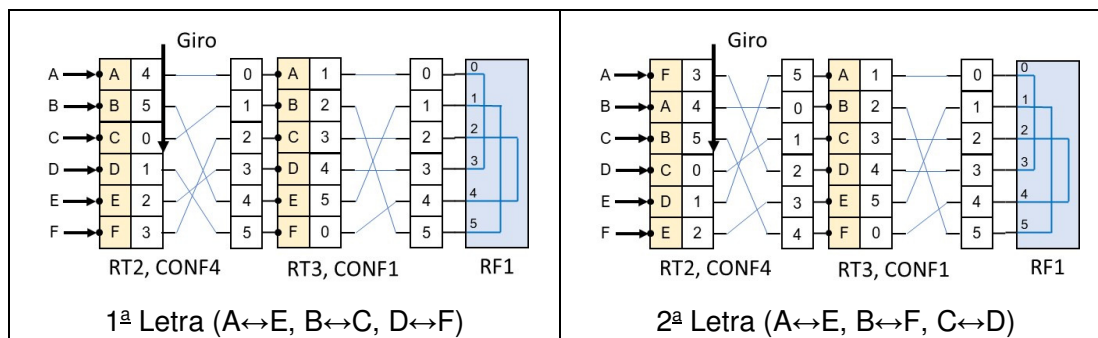 Giro
A A 4 0 A 1 0 0
B B 5 1 B 2 1 1
C C 0 2 C 3 2 2
D D 1 3 D 4 3 3
E E 2 4 E 5 4 4
F F 3 5 F 0 5 5
RT2, CONF4 RT3, CONF1 RF1
1ª Letra (A↔E, B↔C, D↔F)
Giro
A F 3 5 A 1 0 0
B A 4 0 B 2 1 1
C B 5 1 C 3 2 2
D C 0 2 D 4 3 3
E D 1 3 E 5 4 4
F E 2 4 F 0 5 5
RT2, CONF4 RT3, CONF1 RF1
2ª Letra (A↔E, B↔F, C↔D)